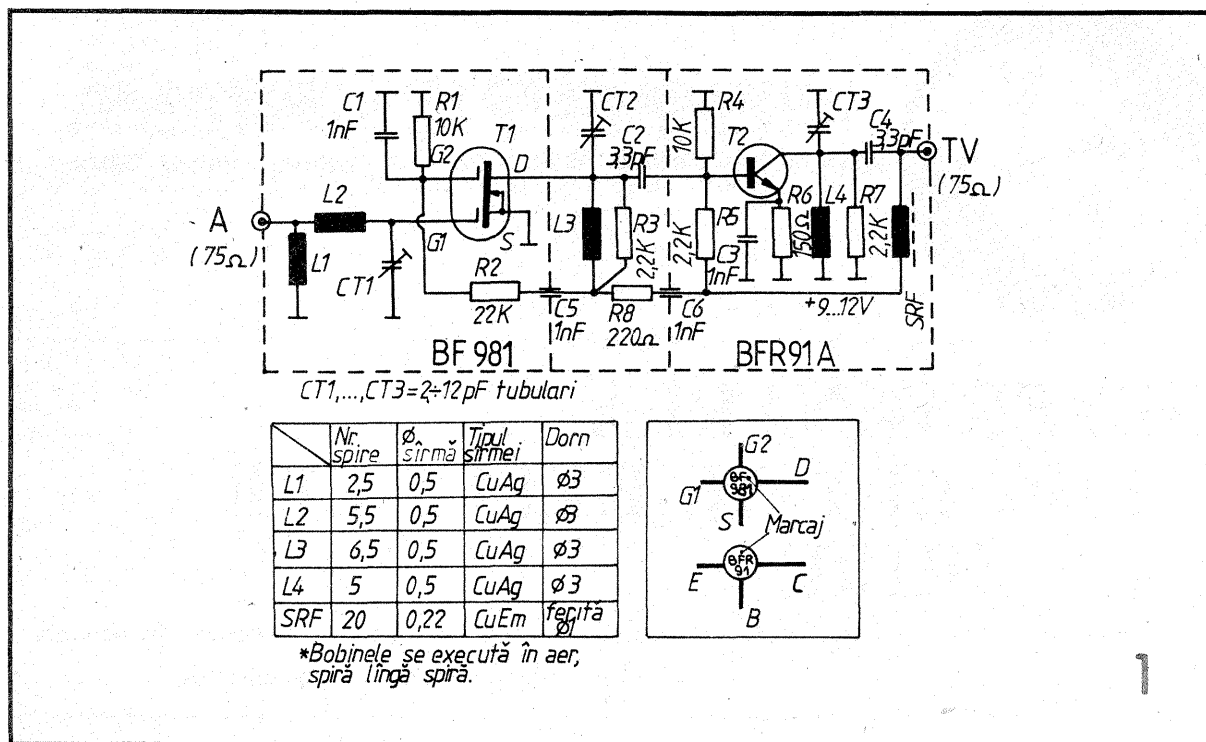 C1
1nF
R1
10K
G2
T1
D
CT2
C2
3,3pF
R4
10K
T2
CT3
C4
3,3pF
TV
(75Ω)
A
(75Ω)
L2
L1
G1
S
CT1
R2
22K
L3
R3
2,2K
R5
2,2K
C3
1nF
R6
150Ω
L4
R7
2,2K
SRF
C5
1nF
R8
220Ω
C6
1nF
+9...12V
BF 981
BFR91A
CT1,...,CT3=2÷12pF tubulari
Nr. spire Ø sîrmă Tipul sîrmei Dorn
L1 2,5 0,5 CuAg Ø3
L2 5,5 0,5 CuAg Ø3
L3 6,5 0,5 CuAg Ø3
L4 5 0,5 CuAg Ø3
SRF 20 0,22 CuEm ferită Ø1
*Bobinele se execută în aer,
spiră lîngă spiră.
G2
BF
981
D
G1
S
Marcaj
BFR
91
E
C
B
1